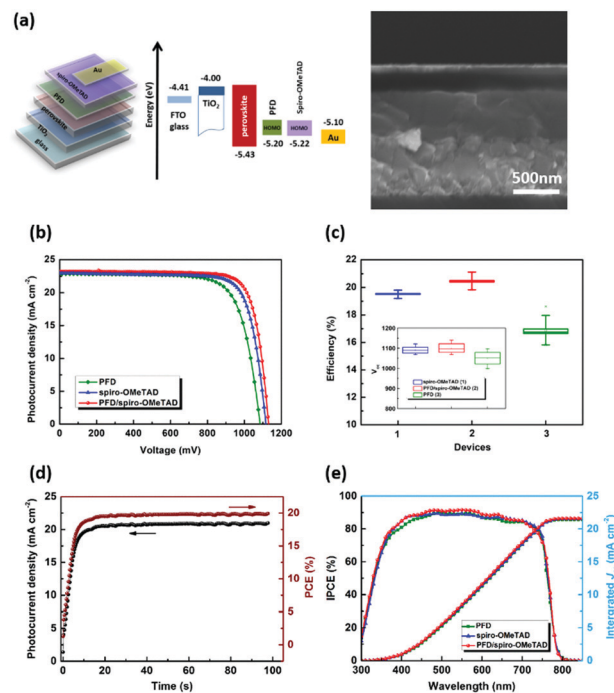 (a)
Au
spiro-OMeTAD
PFD
perovskite
TiO2
glass
Energy (eV)
-4.41
FTO
glass
-4.00
TiO2
perovskite
-5.43
PFD
HOMO
-5.20
Spiro-OMeTAD
HOMO
-5.22
-5.10
Au
500nm
(b)
Photocurrent density (mA cm-2)
25
20
15
10
5
0
PFD
spiro-OMeTAD
PFD/spiro-OMeTAD
0 200 400 600 800 1000 1200
Voltage (mV)
(c)
Efficiency (%)
22
20
18
16
14
12
10
1200
1100
1000
900
spiro-OMeTAD (1)
PFD/spiro-OMeTAD (2)
PFD (3)
1 2 3
Devices
(d)
Photocurrent density (mA cm-2)
25
20
15
10
5
0
0 20 40 60 80 100
Time (s)
20
15
10
5
0
PCE (%)
(e)
IPCE (%)
100
80
60
40
20
0
PFD
spiro-OMeTAD
PFD/spiro-OMeTAD
300 400 500 600 700 800
Wavelength (nm)
25
20
15
10
5
0
Intergrated J (mA cm-2)